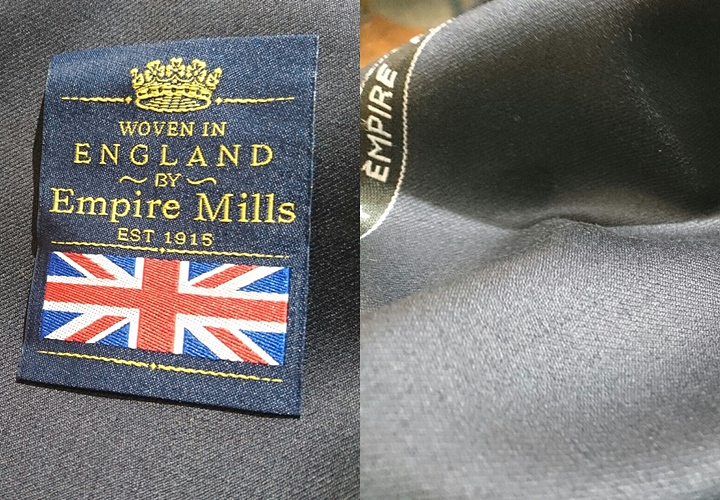 WOVEN IN
ENGLAND
~ BY ~
Empire Mills
EST 1915
EMPIRE